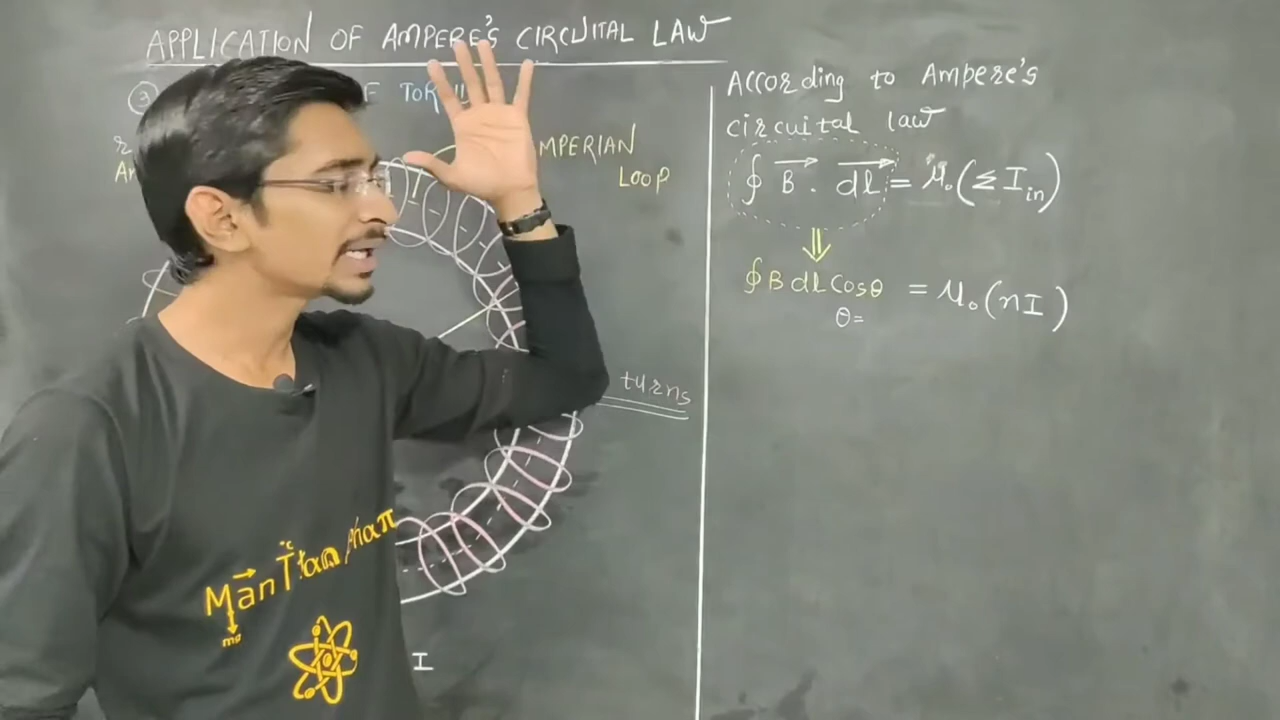 APPLICATION OF AMPERE'S CIRCUITAL LAW
AMPERIAN
LOOP
turns
I
According to Ampere's
circuital law
∮ B⃗ . dl⃗ = μ₀(ΣI_in)
⇓
∮ B dl Cosθ = μ₀(nI)
θ=